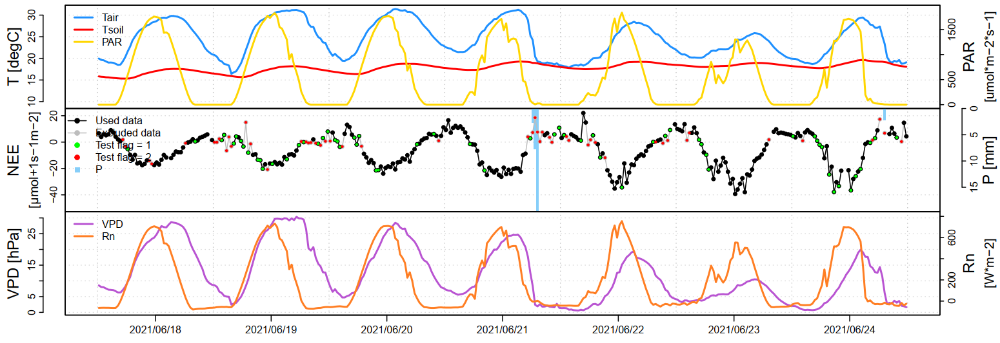 T [degC]
30
25
20
15
10
Tair
Tsoil
PAR
1500
500
0
PAR
[umol*m−2*s−1]
NEE
[µmol+1s−1m−2]
20
0
−20
−40
Used data
Excluded data
Test flag = 1
Test flag = 2
P
0
5
10
15
P [mm]
VPD [hPa]
25
15
5
0
VPD
Rn
600
200
0
Rn
[W*m−2]
2021/06/18
2021/06/19
2021/06/20
2021/06/21
2021/06/22
2021/06/23
2021/06/24